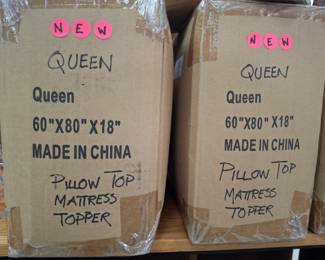 NEW
QUEEN
Queen
60"X80"X18"
MADE IN CHINA
PILLOW TOP
MATTRESS
TOPPER
NEW
QUEEN
Queen
60"X80"X18"
MADE IN CHINA
PILLOW TOP
MATTRESS
TOPPER